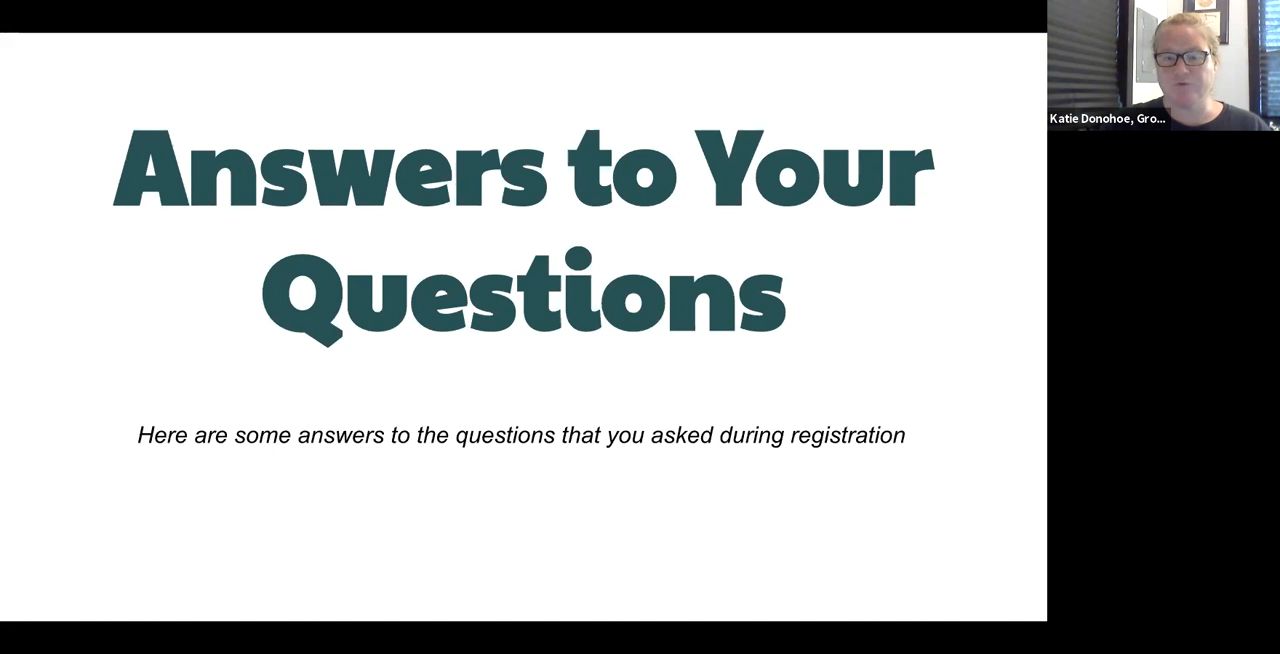 Answers to Your
Questions
Here are some answers to the questions that you asked during registration
Katie Donohoe, Gro...